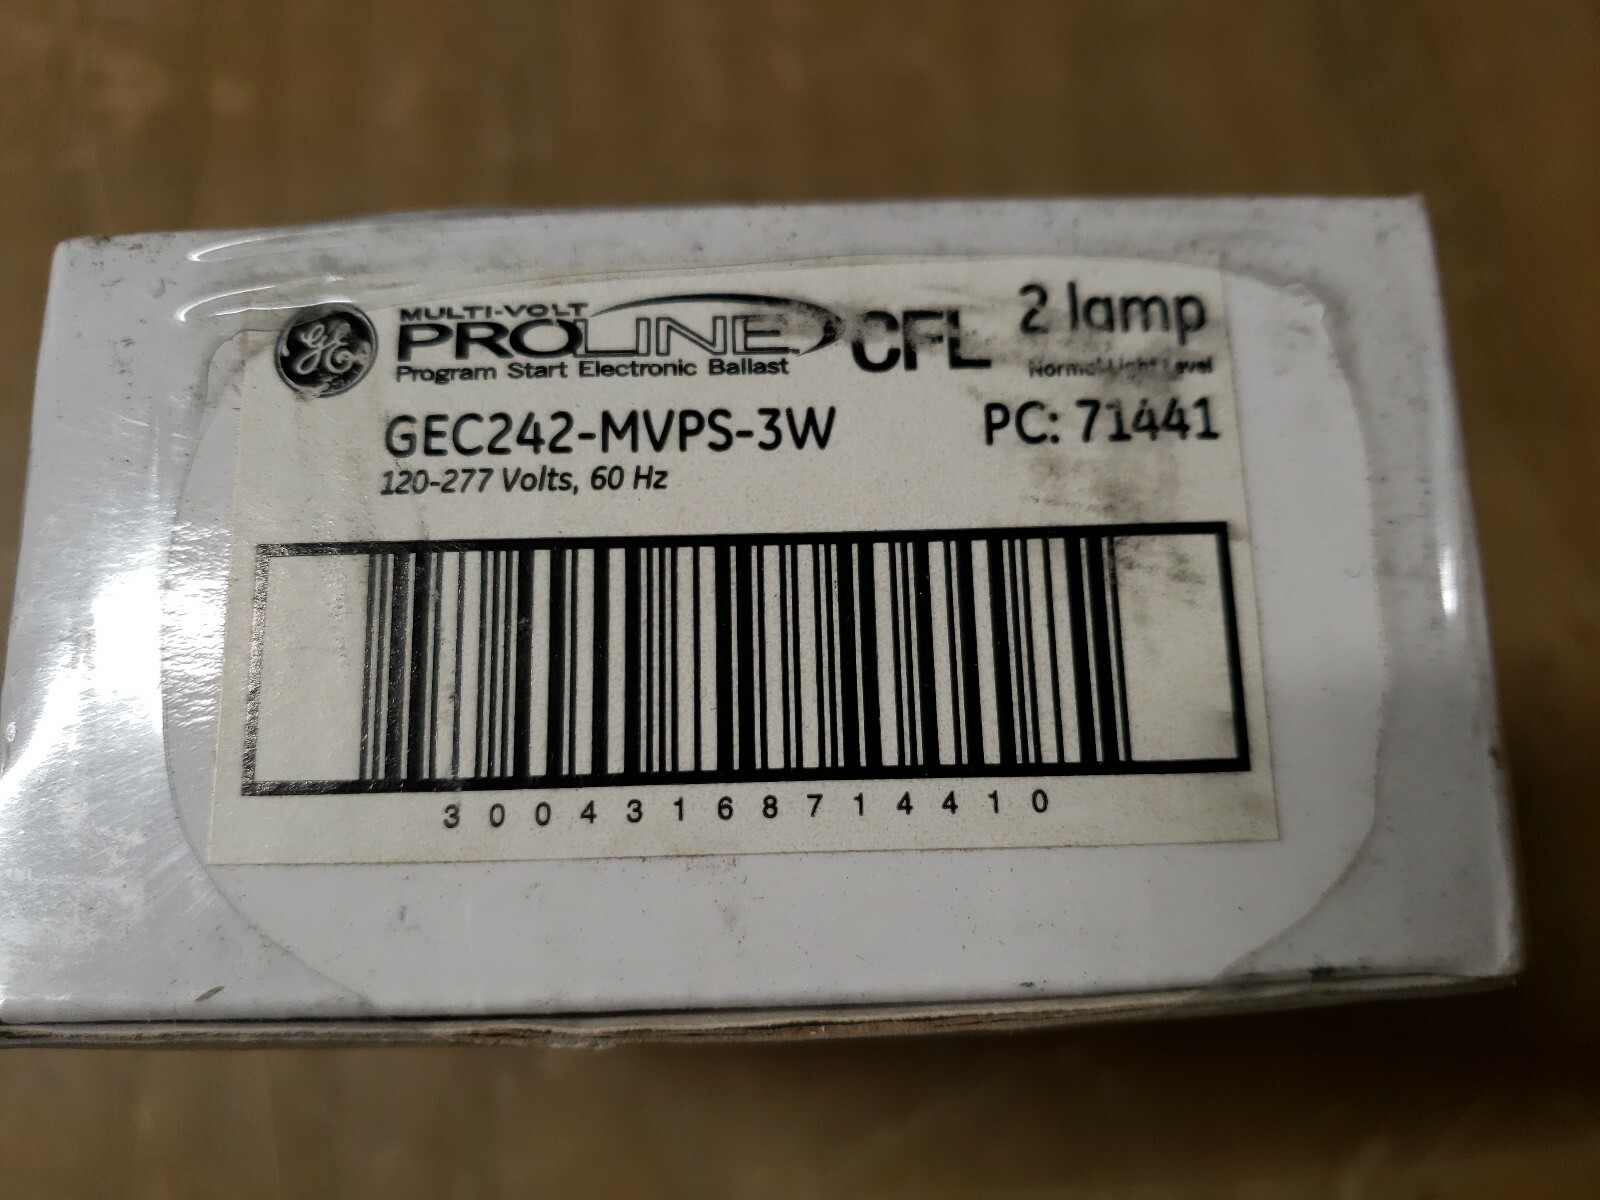 GE
MULTI-VOLT
PROLINE CFL 2 lamp
Program Start Electronic Ballast Normal Light Level
GEC242-MVPS-3W PC: 71441
120-277 Volts, 60 Hz
3 0 0 4 3 1 6 8 7 1 4 4 1 0